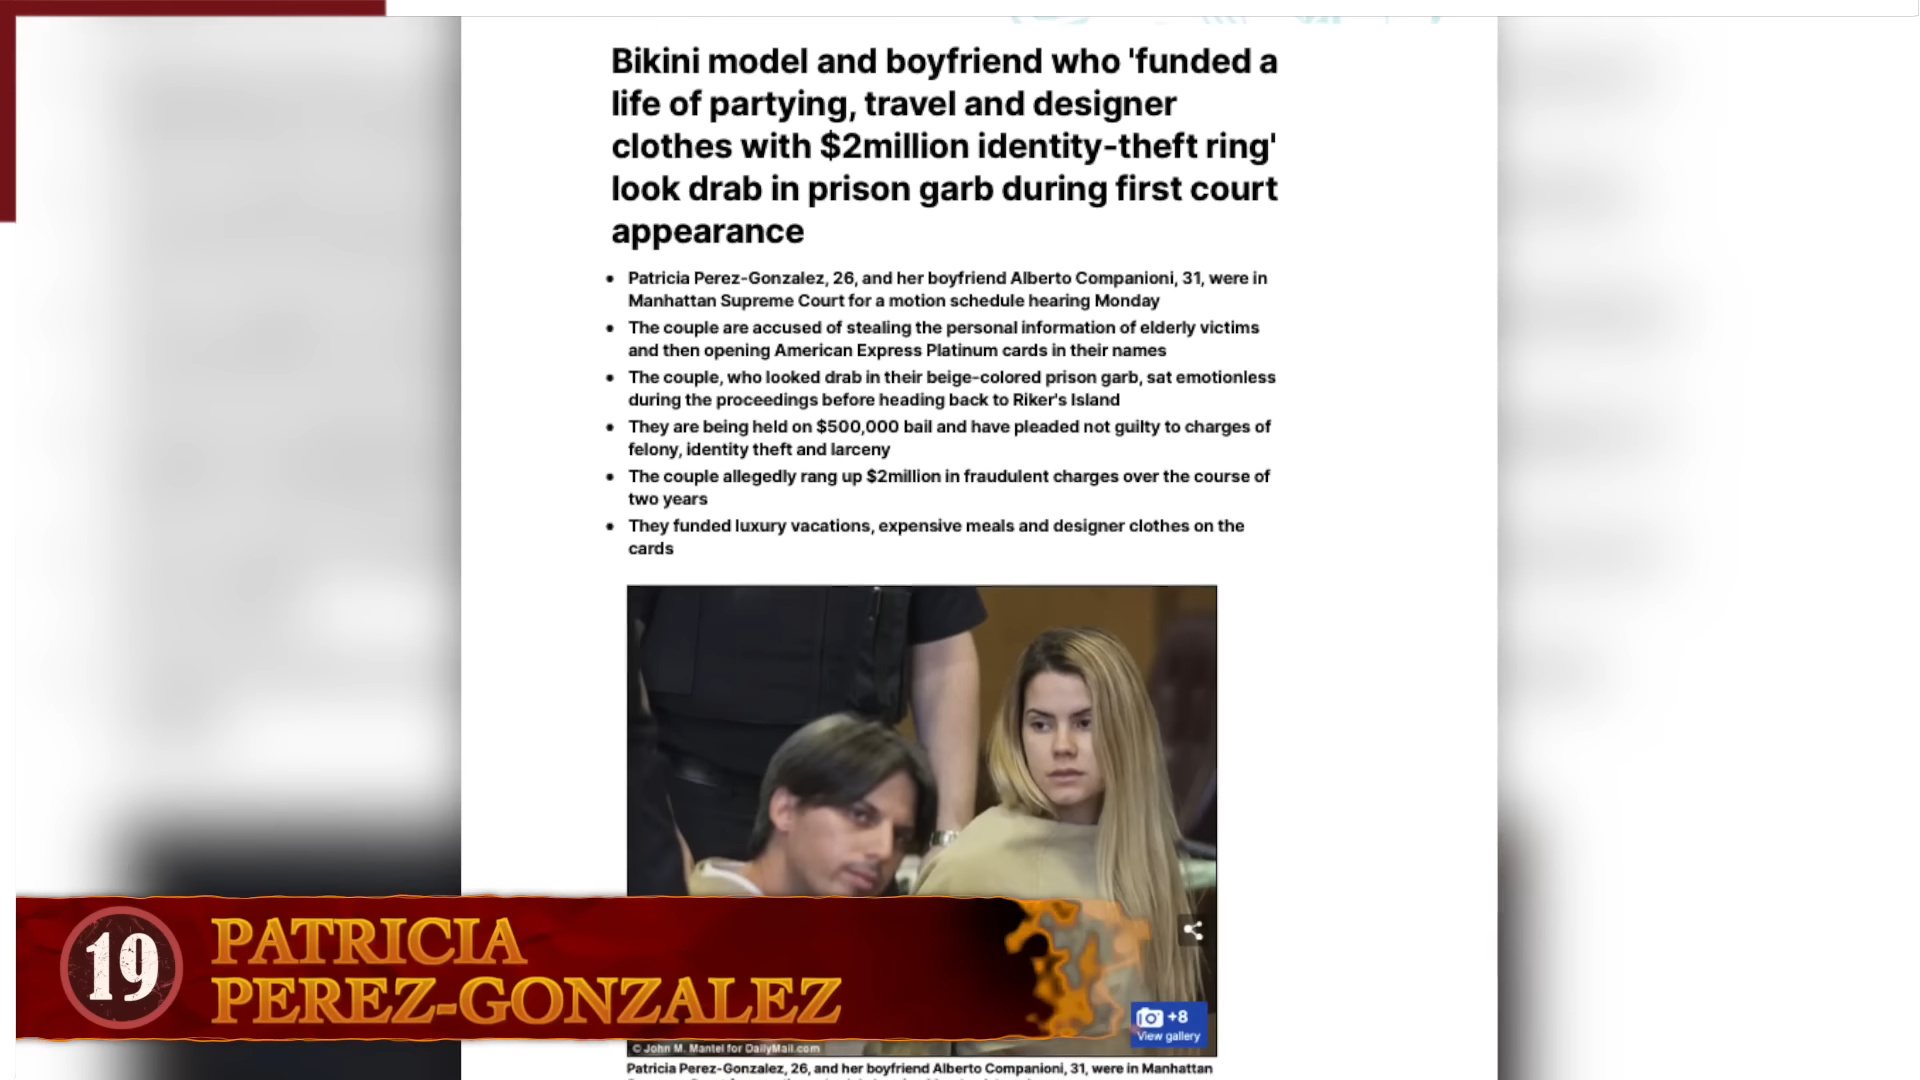 Bikini model and boyfriend who 'funded a
life of partying, travel and designer
clothes with $2million identity-theft ring'
look drab in prison garb during first court
appearance
• Patricia Perez-Gonzalez, 26, and her boyfriend Alberto Companioni, 31, were in
Manhattan Supreme Court for a motion schedule hearing Monday
• The couple are accused of stealing the personal information of elderly victims
and then opening American Express Platinum cards in their names
• The couple, who looked drab in their beige-colored prison garb, sat emotionless
during the proceedings before heading back to Riker's Island
• They are being held on $500,000 bail and have pleaded not guilty to charges of
felony, identity theft and larceny
• The couple allegedly rang up $2million in fraudulent charges over the course of
two years
• They funded luxury vacations, expensive meals and designer clothes on the
cards
19
PATRICIA
PEREZ-GONZALEZ
+8
View gallery
© John M. Mantel for DailyMail.com
Patricia Perez-Gonzalez, 26, and her boyfriend Alberto Companioni, 31, were in Manhattan